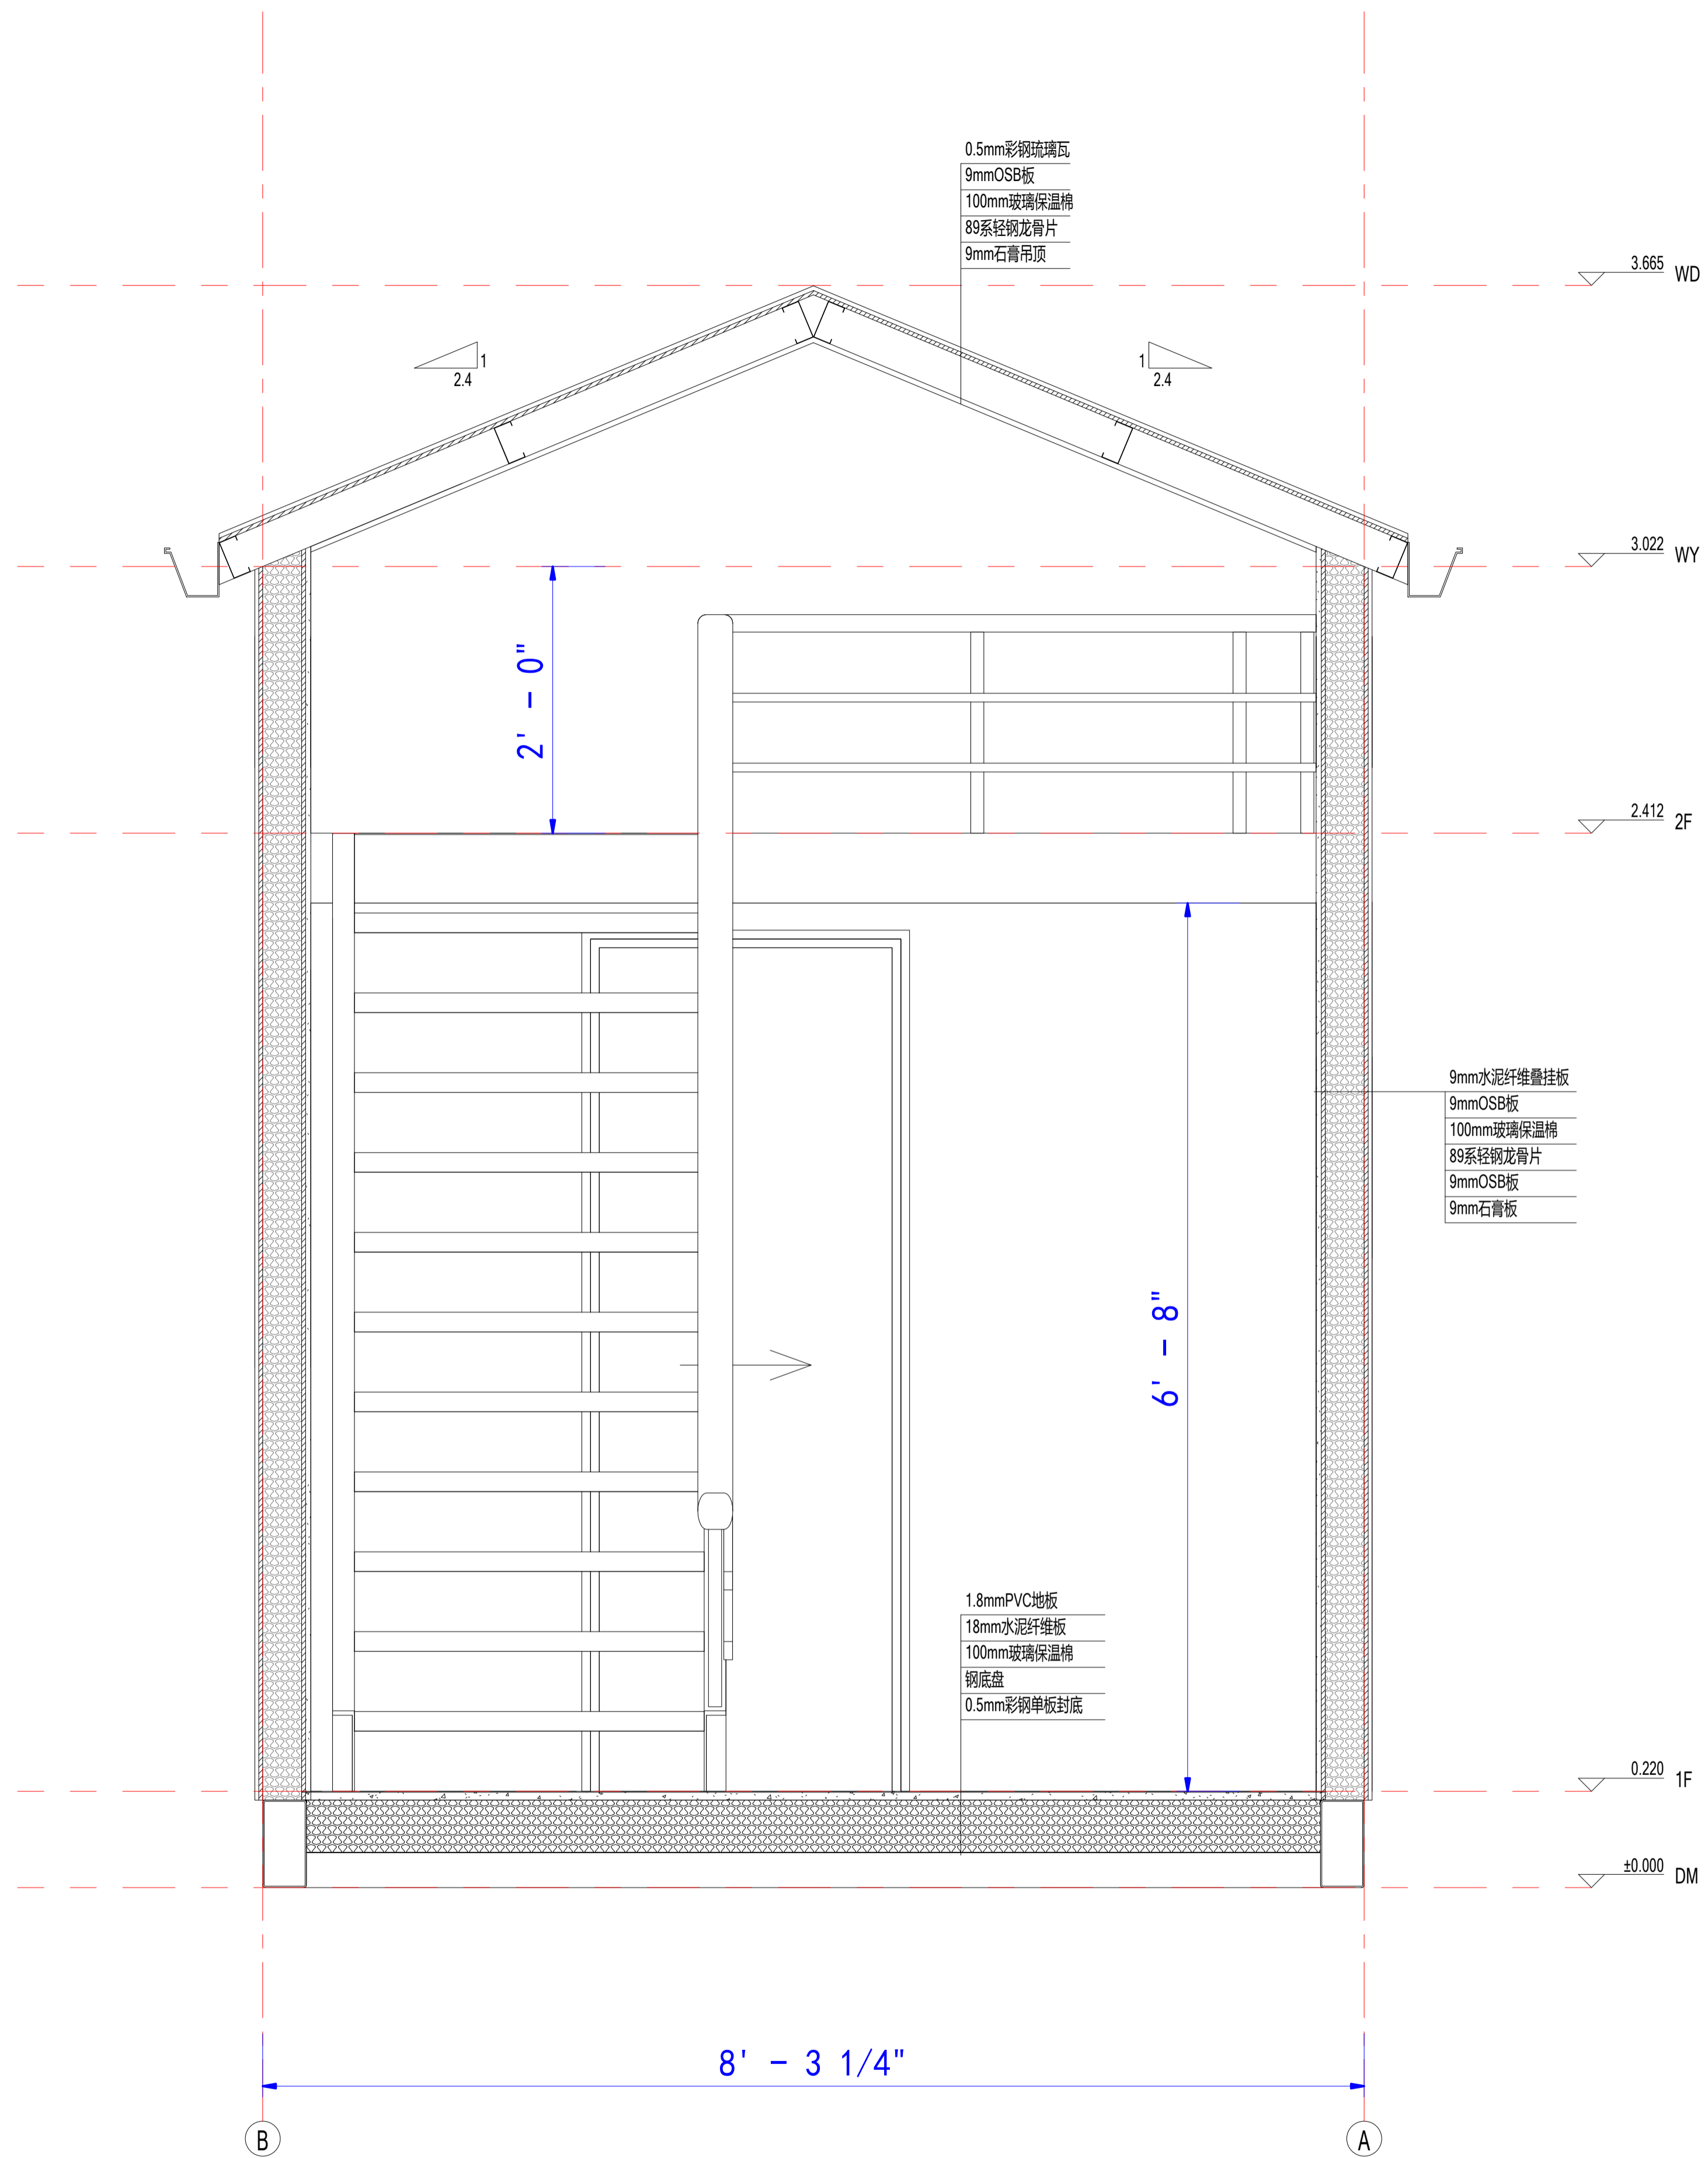 0.5mm彩钢琉璃瓦
9mmOSB板
100mm玻璃保温棉
89系轻钢龙骨片
9mm石膏吊顶
3.665 WD
1
2.4
1
2.4
3.022 WY
2' - 0"
2.412 2F
9mm水泥纤维叠挂板
9mmOSB板
100mm玻璃保温棉
89系轻钢龙骨片
9mmOSB板
9mm石膏板
6' - 8"
1.8mmPVC地板
18mm水泥纤维板
100mm玻璃保温棉
钢底盘
0.5mm彩钢单板封底
0.220 1F
±0.000 DM
8' - 3 1/4"
B
A